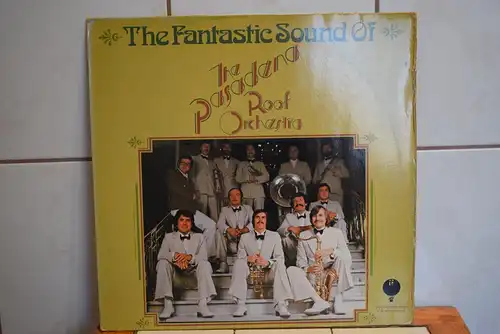 The Fantastic Sound Of
The
Pasadena
Roof
Orchestra